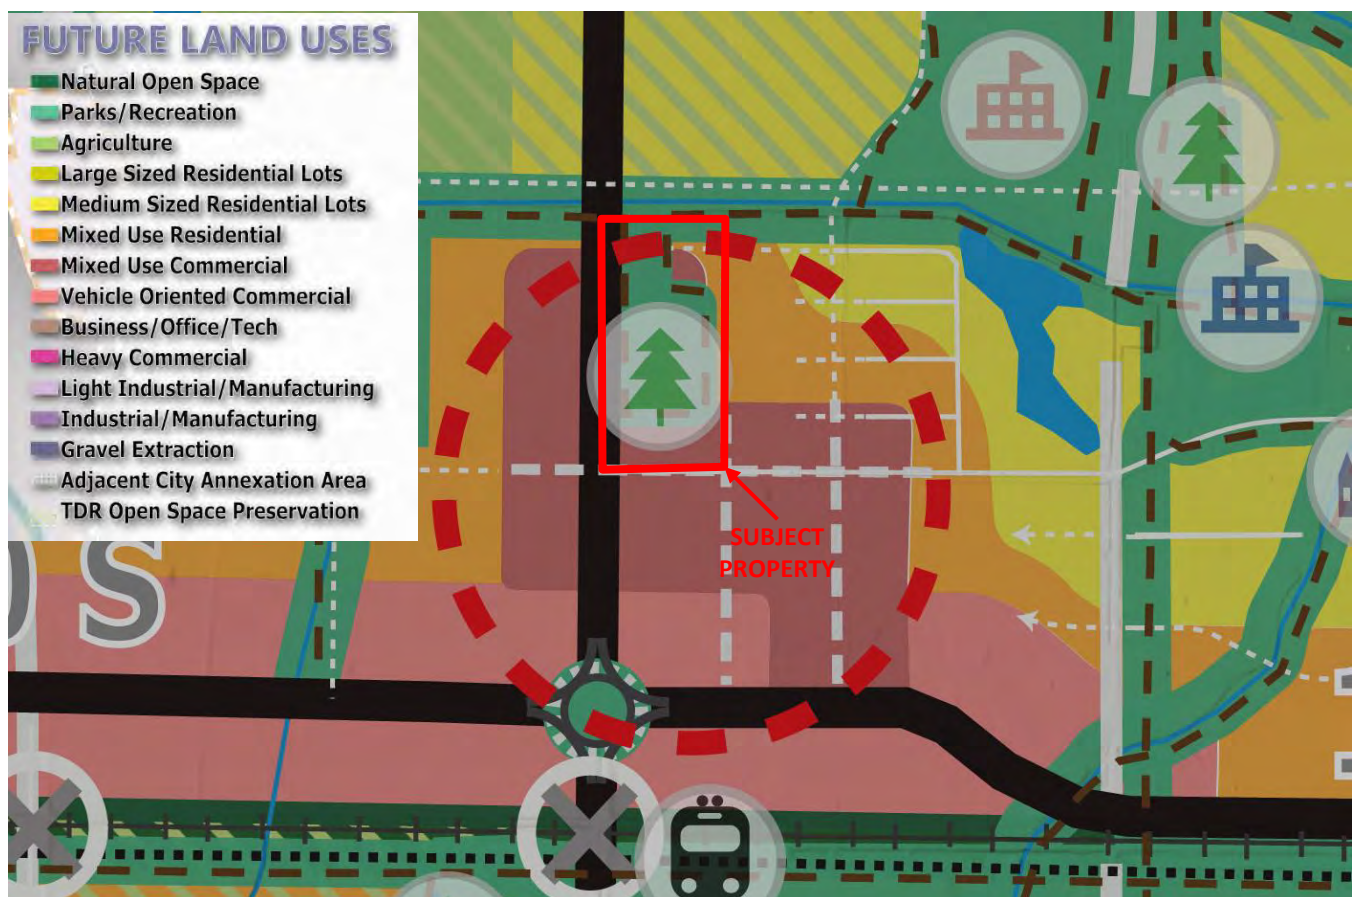 FUTURE LAND USES
Natural Open Space
Parks/Recreation
Agriculture
Large Sized Residential Lots
Medium Sized Residential Lots
Mixed Use Residential
Mixed Use Commercial
Vehicle Oriented Commercial
Business/Office/Tech
Heavy Commercial
Light Industrial/Manufacturing
Industrial/Manufacturing
Gravel Extraction
Adjacent City Annexation Area
TDR Open Space Preservation
SUBJECT
PROPERTY
S